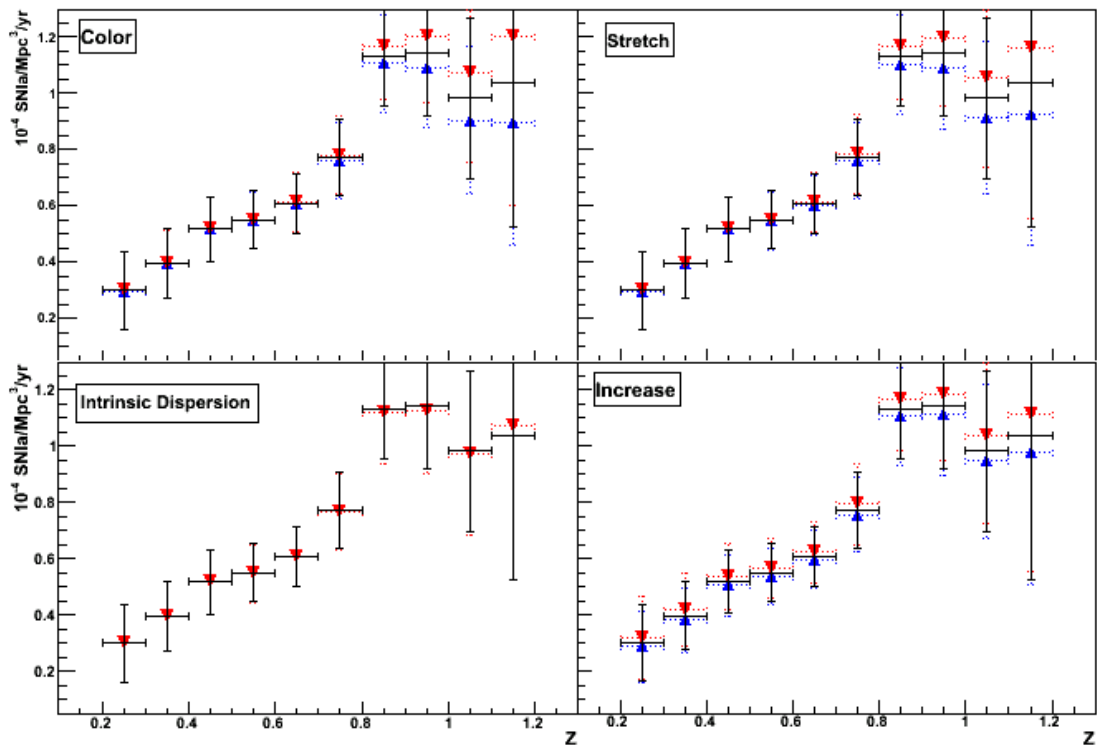 Color
Stretch
10⁻⁴ SNIa/Mpc³/yr
1.2
1
0.8
0.6
0.4
0.2
Intrinsic Dispersion
Increase
10⁻⁴ SNIa/Mpc³/yr
1.2
1
0.8
0.6
0.4
0.2
0.2 0.4 0.6 0.8 1 1.2 0.2 0.4 0.6 0.8 1 1.2
Z Z